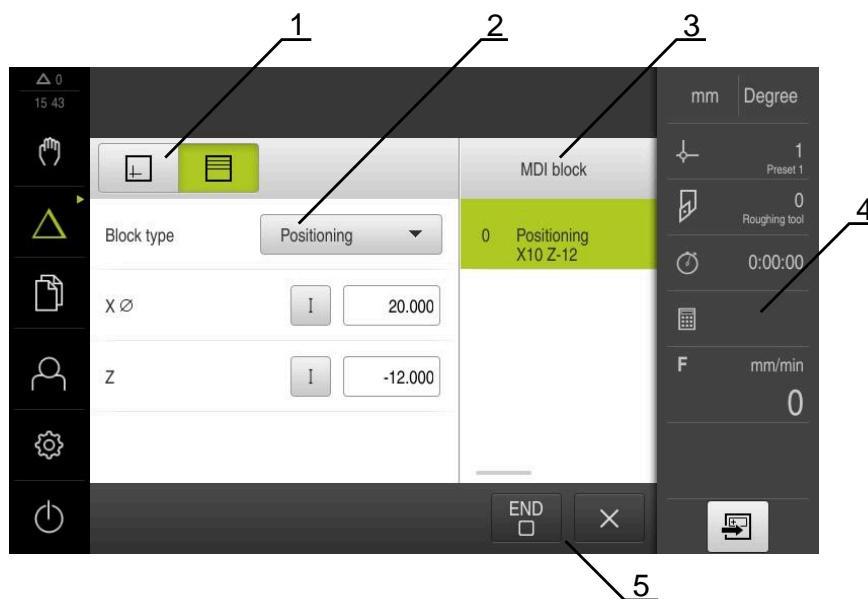 1
2
3
0
15 43
mm
Degree
MDI block
1
Preset 1
0
Roughing tool
4
Block type
Positioning
0 Positioning
X10 Z-12
0:00:00
X Ø
I
20.000
Z
I
-12.000
F
mm/min
0
END
5